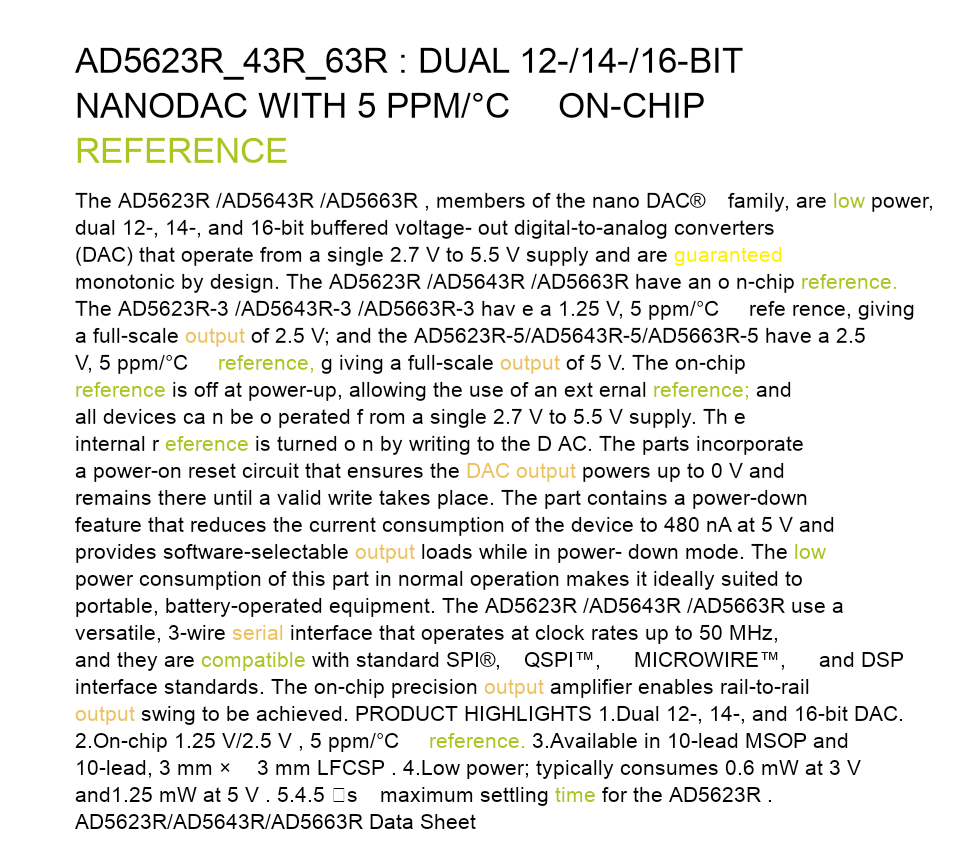 AD5623R_43R_63R : DUAL 12-/14-/16-BIT
NANODAC WITH 5 PPM/°C ON-CHIP
REFERENCE
The AD5623R /AD5643R /AD5663R , members of the nano DAC® family, are low power,
dual 12-, 14-, and 16-bit buffered voltage- out digital-to-analog converters
(DAC) that operate from a single 2.7 V to 5.5 V supply and are guaranteed
monotonic by design. The AD5623R /AD5643R /AD5663R have an o n-chip reference.
The AD5623R-3 /AD5643R-3 /AD5663R-3 hav e a 1.25 V, 5 ppm/°C refe rence, giving
a full-scale output of 2.5 V; and the AD5623R-5/AD5643R-5/AD5663R-5 have a 2.5
V, 5 ppm/°C reference, g iving a full-scale output of 5 V. The on-chip
reference is off at power-up, allowing the use of an ext ernal reference; and
all devices ca n be o perated f rom a single 2.7 V to 5.5 V supply. Th e
internal r eference is turned o n by writing to the D AC. The parts incorporate
a power-on reset circuit that ensures the DAC output powers up to 0 V and
remains there until a valid write takes place. The part contains a power-down
feature that reduces the current consumption of the device to 480 nA at 5 V and
provides software-selectable output loads while in power- down mode. The low
power consumption of this part in normal operation makes it ideally suited to
portable, battery-operated equipment. The AD5623R /AD5643R /AD5663R use a
versatile, 3-wire serial interface that operates at clock rates up to 50 MHz,
and they are compatible with standard SPI®, QSPI™, MICROWIRE™, and DSP
interface standards. The on-chip precision output amplifier enables rail-to-rail
output swing to be achieved. PRODUCT HIGHLIGHTS 1.Dual 12-, 14-, and 16-bit DAC.
2.On-chip 1.25 V/2.5 V , 5 ppm/°C reference. 3.Available in 10-lead MSOP and
10-lead, 3 mm × 3 mm LFCSP . 4.Low power; typically consumes 0.6 mW at 3 V
and1.25 mW at 5 V . 5.4.5 □s maximum settling time for the AD5623R .
AD5623R/AD5643R/AD5663R Data Sheet